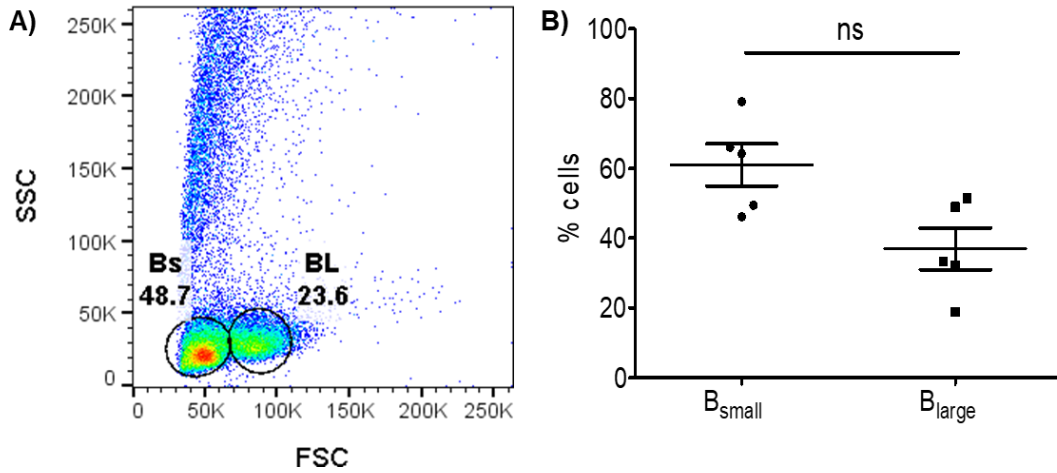 A)
250K
200K
150K
100K
50K
0
SSC
Bs
48.7
BL
23.6
0 50K 100K 150K 200K 250K
FSC
B)
ns
100
80
60
40
20
0
% cells
Bsmall
Blarge